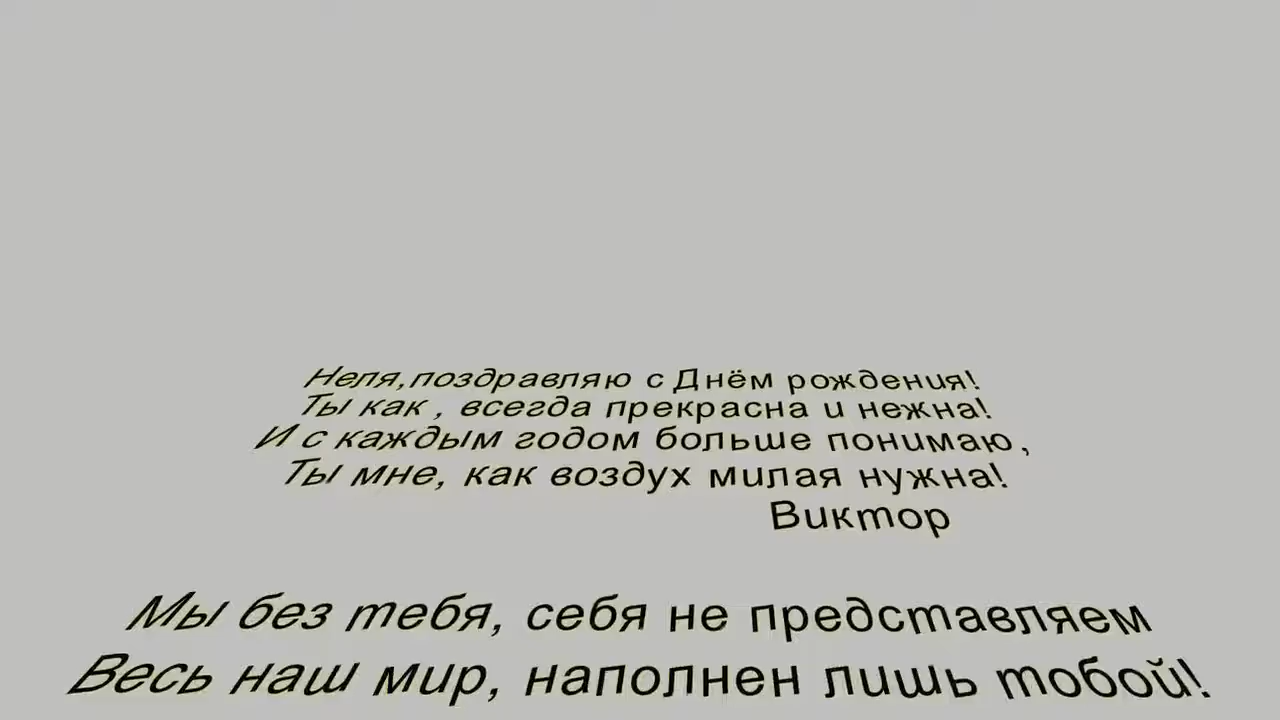 Неля,поздравляю с Днём рождения!
Ты как , всегда прекрасна и нежна!
И с каждым годом больше понимаю,
Ты мне, как воздух милая нужна!
Виктор
Мы без тебя, себя не представляем
Весь наш мир, наполнен лишь тобой!